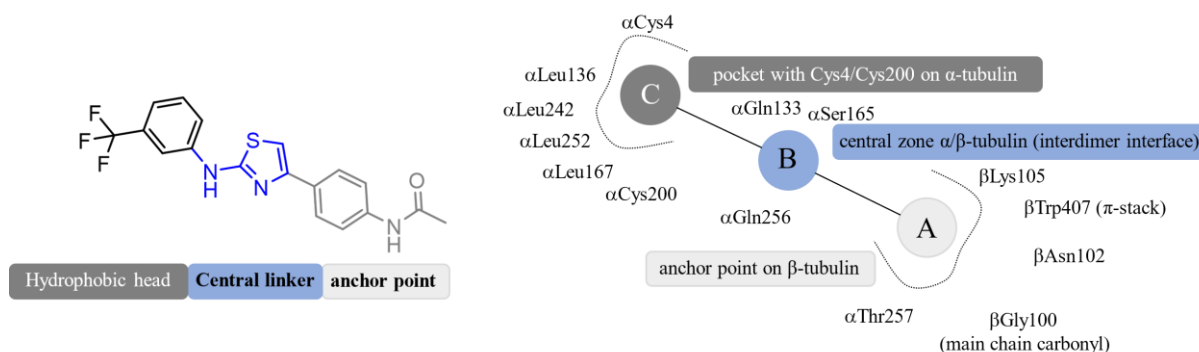 F
F
F
S
N
H
N
O
N
H
Hydrophobic head
Central linker
anchor point
αCys4
pocket with Cys4/Cys200 on α-tubulin
αLeu136
C
αGln133
αSer165
αLeu242
central zone α/β-tubulin (interdimer interface)
αLeu252
B
αLeu167
βLys105
αCys200
βTrp407 (π-stack)
αGln256
A
βAsn102
anchor point on β-tubulin
αThr257
βGly100
(main chain carbonyl)